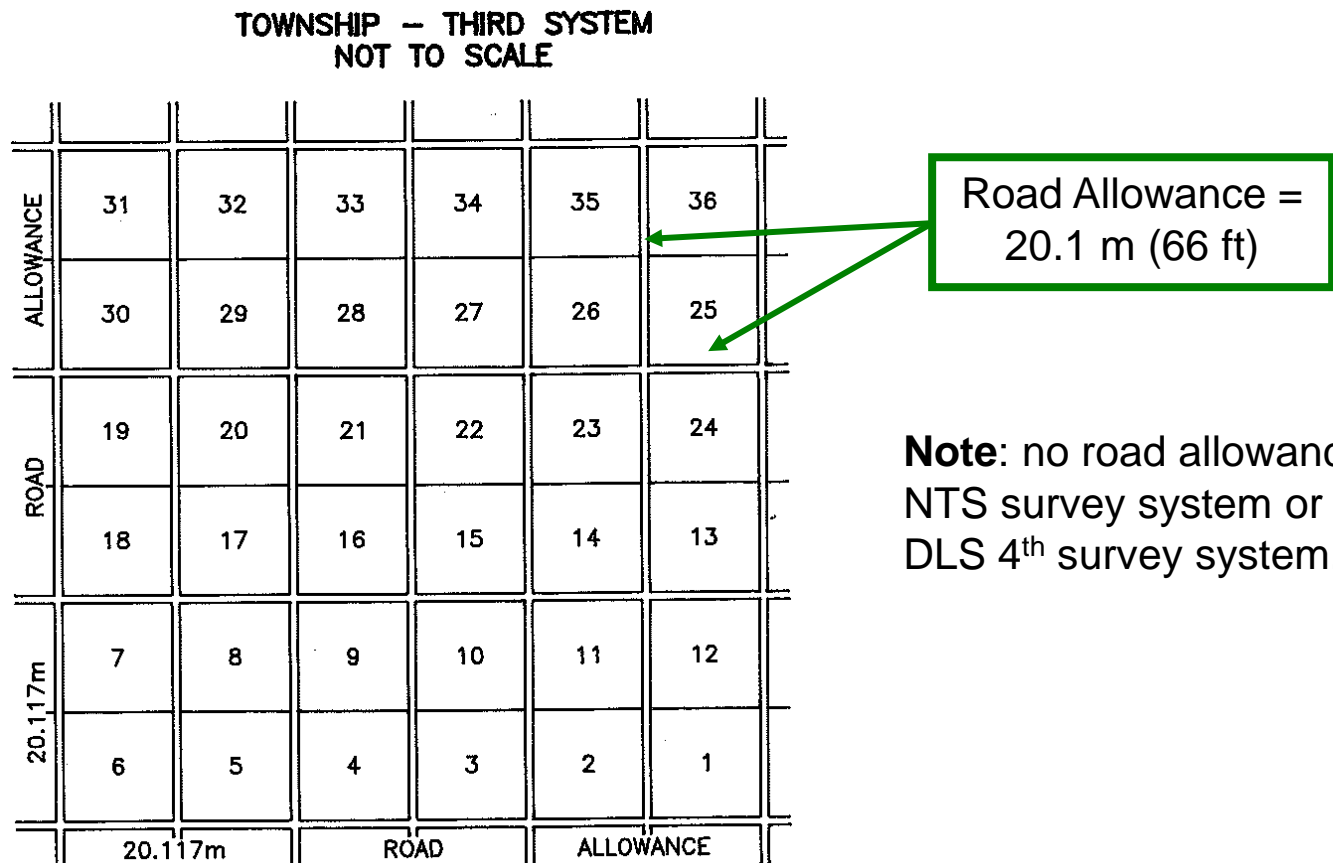 TOWNSHIP – THIRD SYSTEM
NOT TO SCALE
31 32 33 34 35 36
30 29 28 27 26 25
19 20 21 22 23 24
18 17 16 15 14 13
7 8 9 10 11 12
6 5 4 3 2 1
20.117m ROAD ALLOWANCE
20.117m ROAD ALLOWANCE
Road Allowance =
20.1 m (66 ft)
Note: no road allowanc
NTS survey system or
DLS 4th survey system